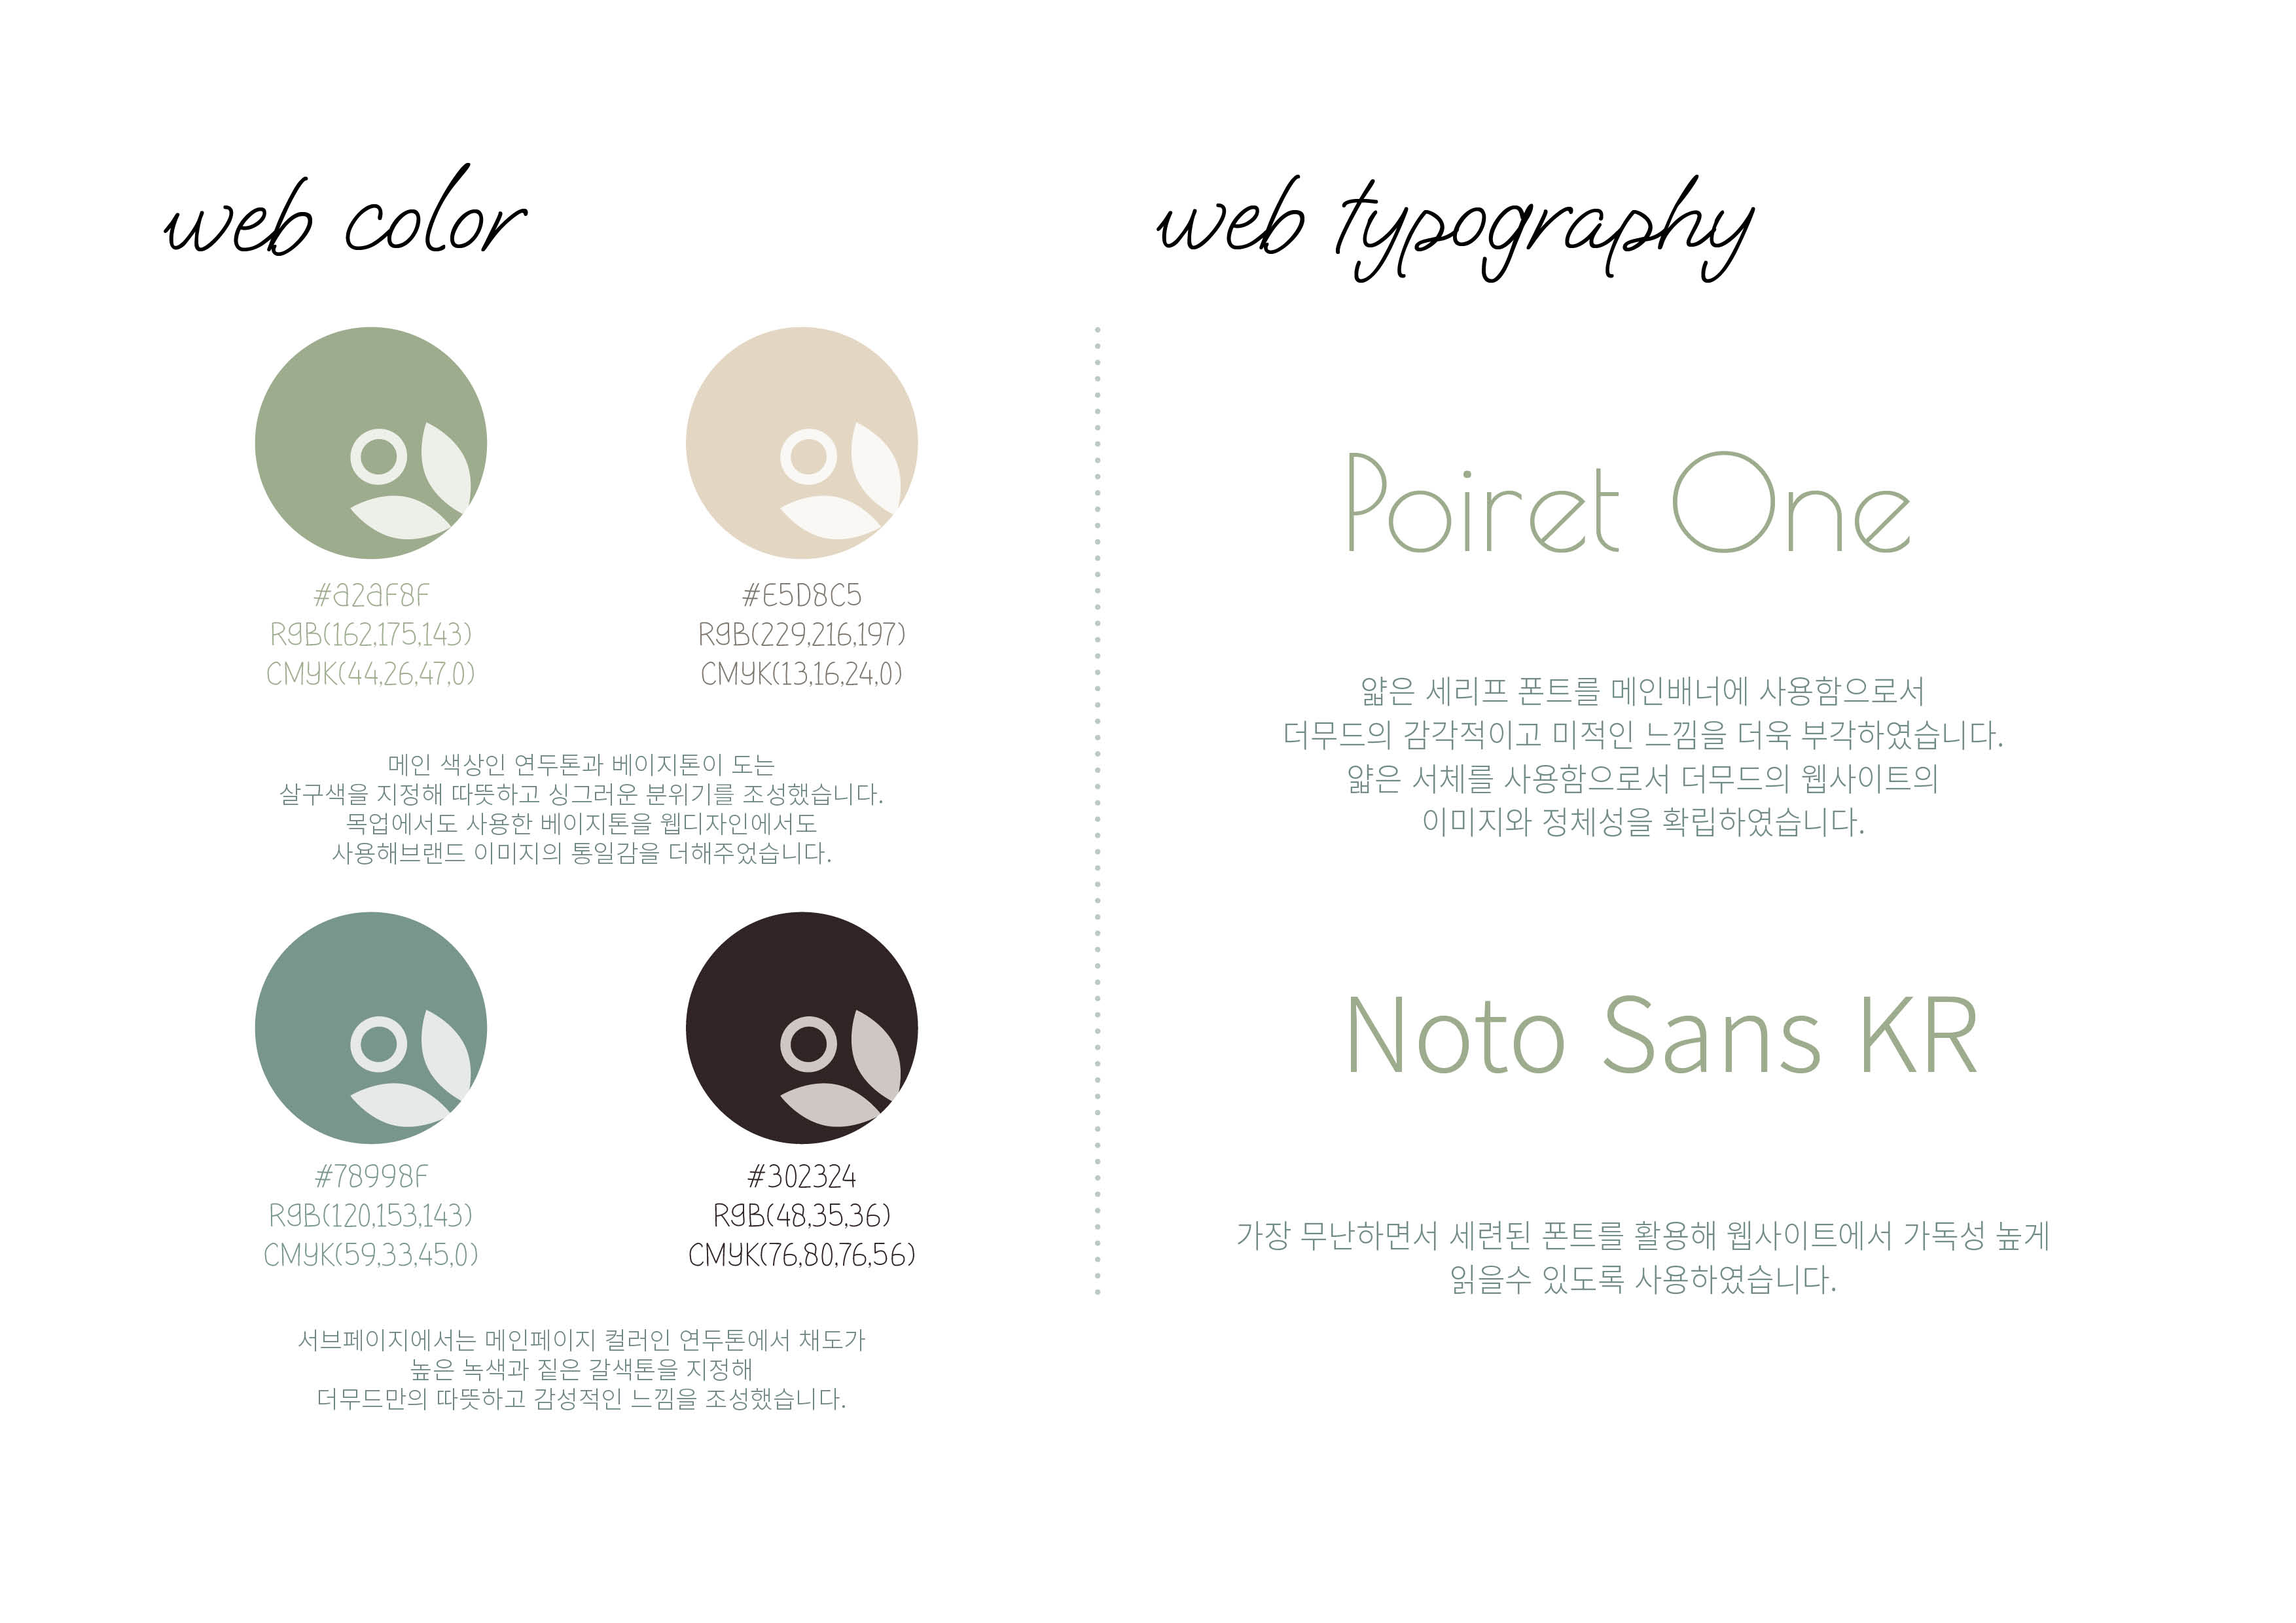 web color
#a2aF8F
RgB(162,175,143)
CMYK(44,26,47,0)
#E5D8C5
RgB(229,216,197)
CMYK(13,16,24,0)
메인 색상인 연두톤과 베이지톤이 도는
살구색을 지정해 따뜻하고 싱그러운 분위기를 조성했습니다.
목업에서도 사용한 베이지톤을 웹디자인에서도
사용해브랜드 이미지의 통일감을 더해주었습니다.
#78998F
RgB(120,153,143)
CMYK(59,33,45,0)
#302324
RgB(48,35,36)
CMYK(76,80,76,56)
서브페이지에서는 메인페이지 컬러인 연두톤에서 채도가
높은 녹색과 짙은 갈색톤을 지정해
더무드만의 따뜻하고 감성적인 느낌을 조성했습니다.
web typography
Poiret One
얇은 세리프 폰트를 메인배너에 사용함으로서
더무드의 감각적이고 미적인 느낌을 더욱 부각하였습니다.
얇은 서체를 사용함으로서 더무드의 웹사이트의
이미지와 정체성을 확립하였습니다.
Noto Sans KR
가장 무난하면서 세련된 폰트를 활용해 웹사이트에서 가독성 높게
읽을수 있도록 사용하였습니다.